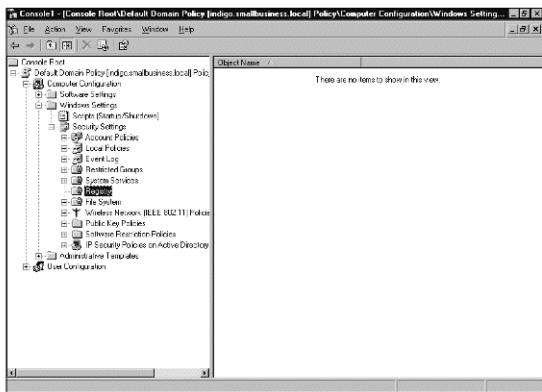 Console1 - [Console Root\Default Domain Policy [indigo.smallbusiness.local] Policy\Computer Configuration\Windows Setting...
File Action View Favorites Window Help
Console Root
Default Domain Policy [indigo.smallbusiness.local] Polic
Computer Configuration
Software Settings
Windows Settings
Scripts (Startup/Shutdown)
Security Settings
Account Policies
Local Policies
Event Log
Restricted Groups
System Services
Registry
File System
Wireless Network (IEEE 802.11) Policie
Public Key Policies
Software Restriction Policies
IP Security Policies on Active Directory
Administrative Templates
User Configuration
Object Name
There are no items to show in this view.